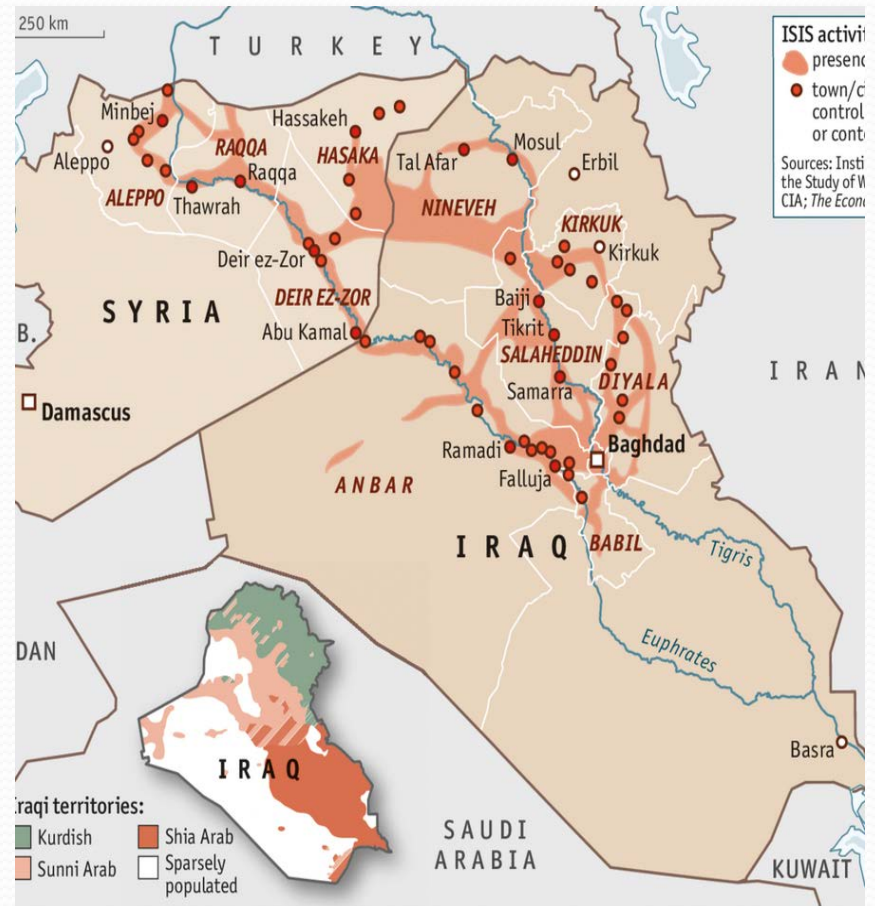 250 km
TURKEY
ISIS activit
presenc
town/ci
control
or conte
Sources: Insti
the Study of W
CIA; The Econo
Minbej
Hassakeh
Aleppo
RAQQA
HASAKA
Tal Afar
Mosul
Erbil
Raqqa
ALEPPO
Thawrah
NINEVEH
KIRKUK
Kirkuk
Deir ez-Zor
DEIR EZ-ZOR
Baiji
SYRIA
Abu Kamal
Tikrit
B.
SALAHEDDIN
Samarra
DIYALA
IRAN
Damascus
Ramadi
Baghdad
Falluja
ANBAR
IRAQ
BABIL
Tigris
Euphrates
DAN
Basra
IRAQ
Iraqi territories:
Kurdish
Shia Arab
Sunni Arab
Sparsely
populated
SAUDI
ARABIA
KUWAIT